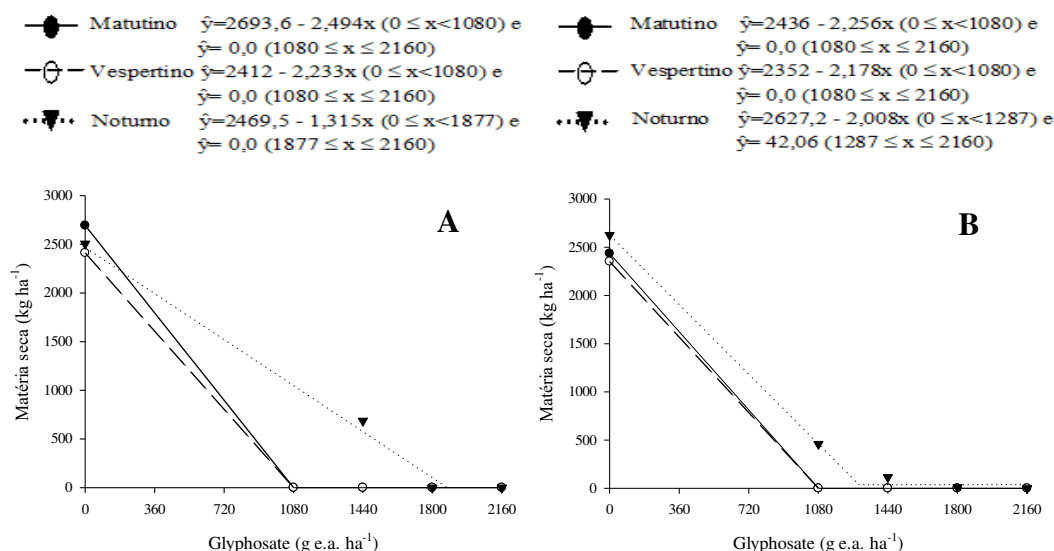 Matutino ŷ=2693,6 - 2,494x (0 ≤ x<1080) e
ŷ= 0,0 (1080 ≤ x ≤ 2160)
Vespertino ŷ=2412 - 2,233x (0 ≤ x<1080) e
ŷ= 0,0 (1080 ≤ x ≤ 2160)
Noturno ŷ=2469,5 - 1,315x (0 ≤ x<1877) e
ŷ= 0,0 (1877 ≤ x ≤ 2160)
Matutino ŷ=2436 - 2,256x (0 ≤ x<1080) e
ŷ= 0,0 (1080 ≤ x ≤ 2160)
Vespertino ŷ=2352 - 2,178x (0 ≤ x<1080) e
ŷ= 0,0 (1080 ≤ x ≤ 2160)
Noturno ŷ=2627,2 - 2,008x (0 ≤ x<1287) e
ŷ= 42,06 (1287 ≤ x ≤ 2160)
A
Matéria seca (kg ha⁻¹)
3000
2500
2000
1500
1000
500
0
0 360 720 1080 1440 1800 2160
Glyphosate (g e.a. ha⁻¹)
B
Matéria seca (kg ha⁻¹)
3000
2500
2000
1500
1000
500
0
0 360 720 1080 1440 1800 2160
Glyphosate (g e.a. ha⁻¹)